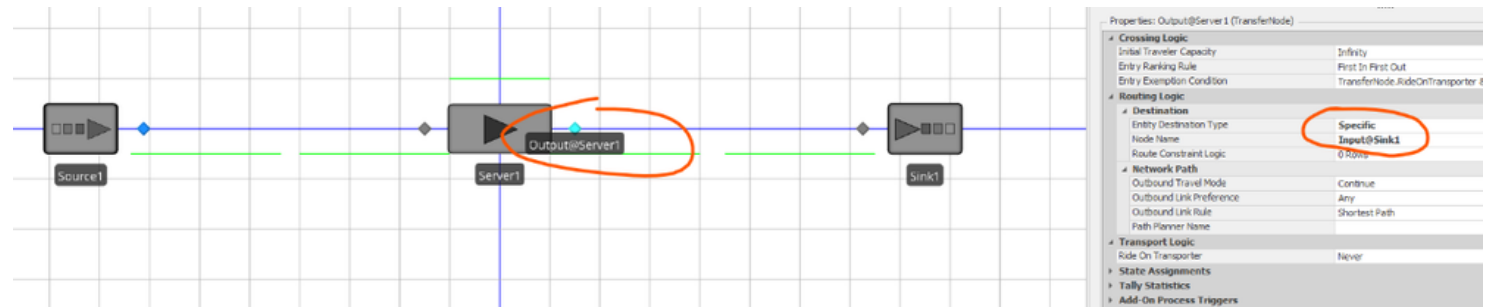 Source1
Output@Server1
Server1
Sink1
Properties: Output@Server1 (TransferNode)
Crossing Logic
Initial Traveler Capacity Infinity
Entry Ranking Rule First In First Out
Entry Exemption Condition TransferNode.RideOnTransporter &
Routing Logic
Destination
Entity Destination Type Specific
Node Name Input@Sink1
Route Constraint Logic 0 Rows
Network Path
Outbound Travel Mode Continue
Outbound Link Preference Any
Outbound Link Rule Shortest Path
Path Planner Name
Transport Logic
Ride On Transporter Never
State Assignments
Tally Statistics
Add-On Process Triggers